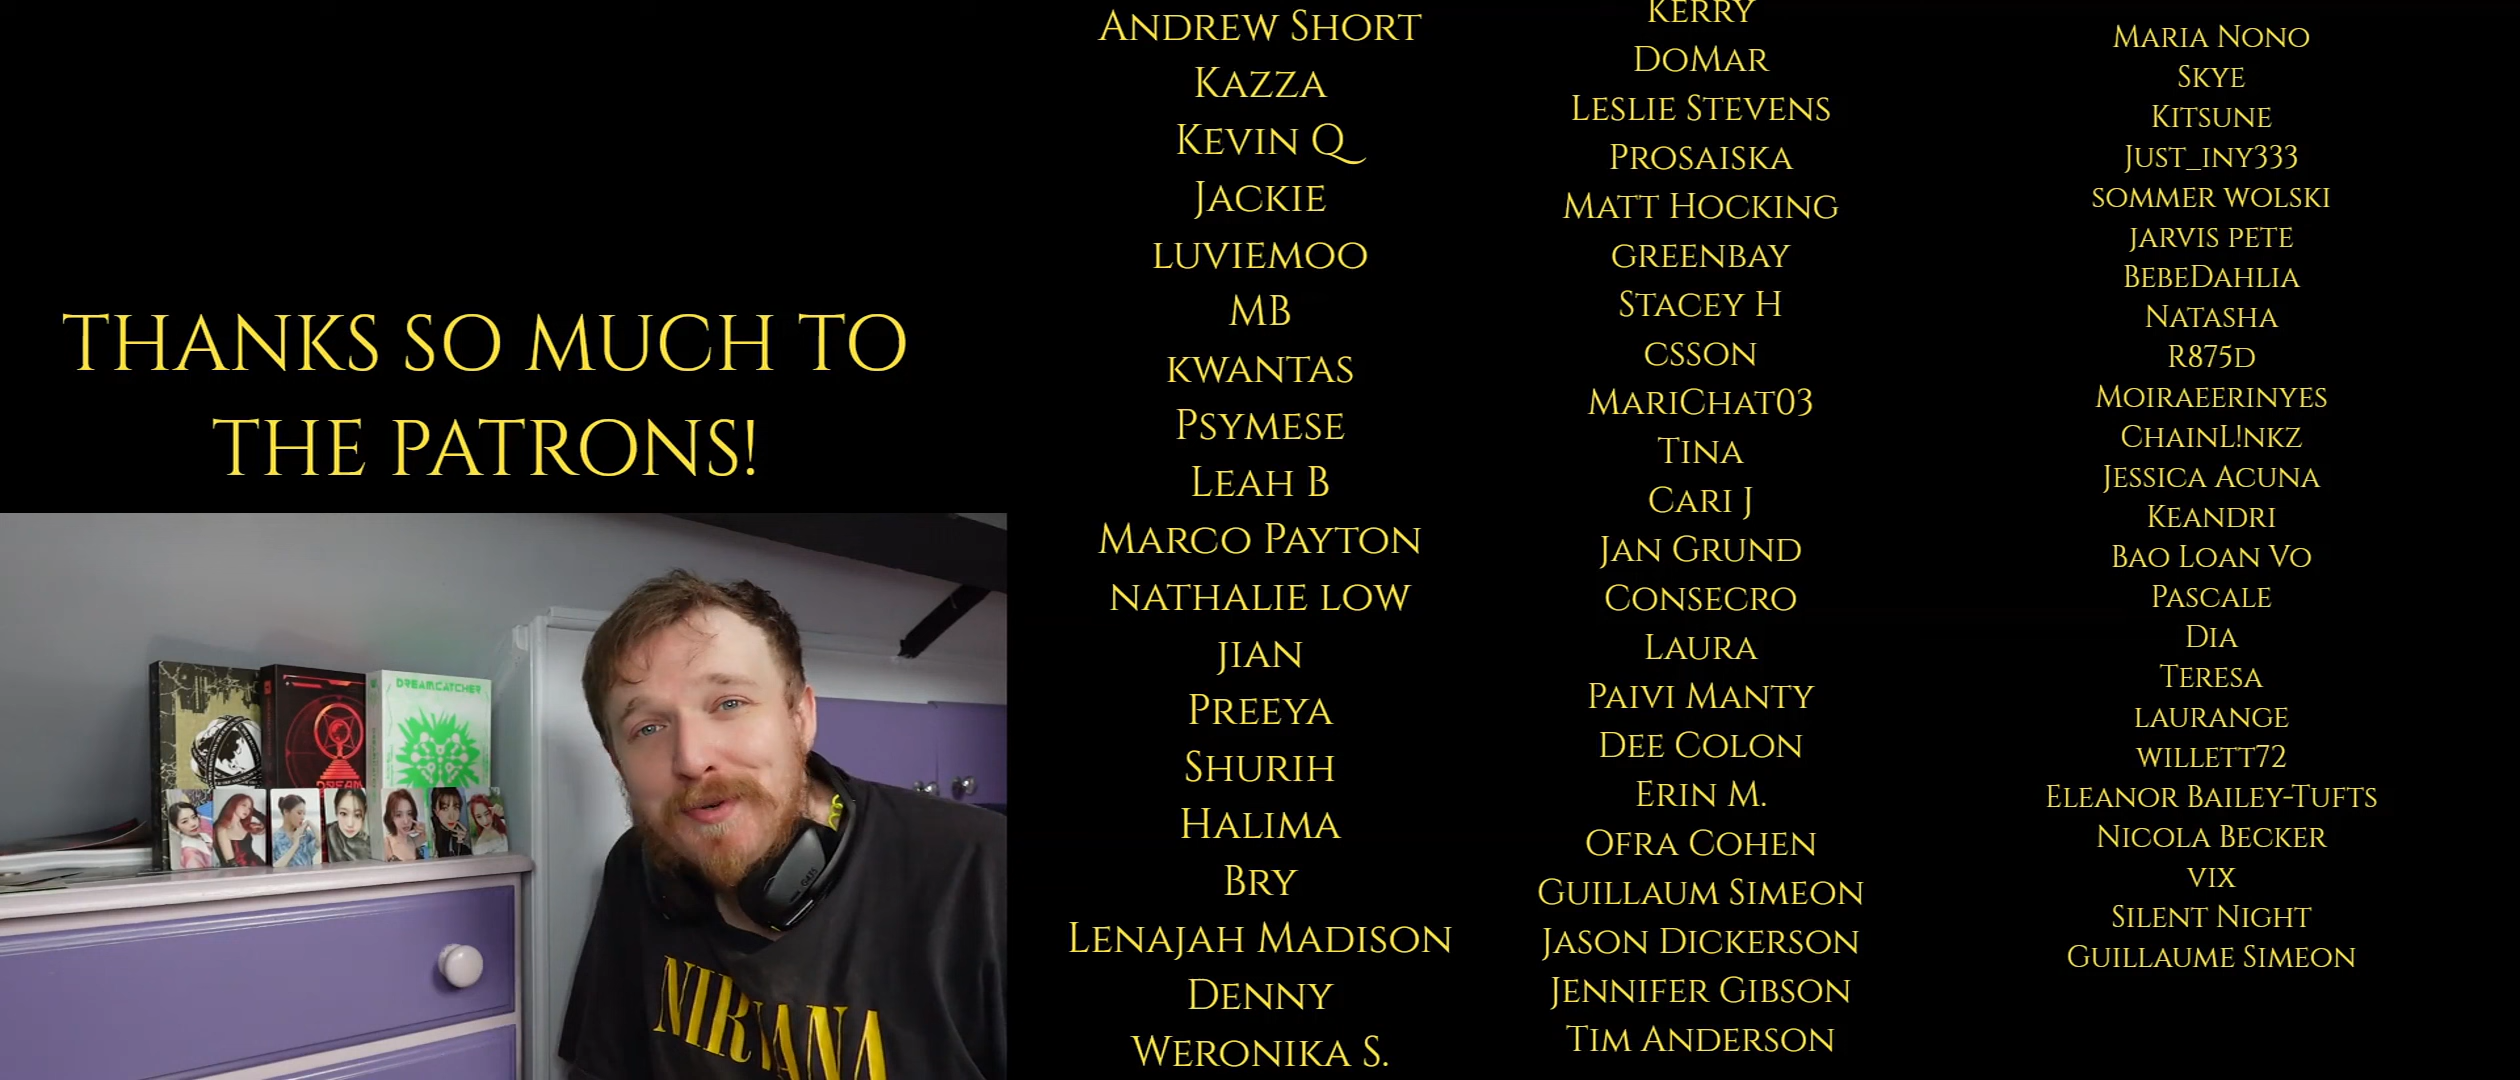 THANKS SO MUCH TO
THE PATRONS!
DREAMCATCHER
DREAM
NIRVANA
ANDREW SHORT
KAZZA
KEVIN Q
JACKIE
LUVIEMOO
MB
KWANTAS
PSYMESE
LEAH B
MARCO PAYTON
NATHALIE LOW
JIAN
PREEYA
SHURIH
HALIMA
BRY
LENAJAH MADISON
DENNY
WERONIKA S.
KERRY
DOMAR
LESLIE STEVENS
PROSAISKA
MATT HOCKING
GREENBAY
STACEY H
CSSON
MARICHAT03
TINA
CARI J
JAN GRUND
CONSECRO
LAURA
PAIVI MANTY
DEE COLON
ERIN M.
OFRA COHEN
GUILLAUM SIMEON
JASON DICKERSON
JENNIFER GIBSON
TIM ANDERSON
MARIA NONO
SKYE
KITSUNE
JUST_INY333
SOMMER WOLSKI
JARVIS PETE
BEBEDAHLIA
NATASHA
R875D
MOIRAEERINYES
CHAINL!NKZ
JESSICA ACUNA
KEANDRI
BAO LOAN VO
PASCALE
DIA
TERESA
LAURANGE
WILLETT72
ELEANOR BAILEY-TUFTS
NICOLA BECKER
VIX
SILENT NIGHT
GUILLAUME SIMEON